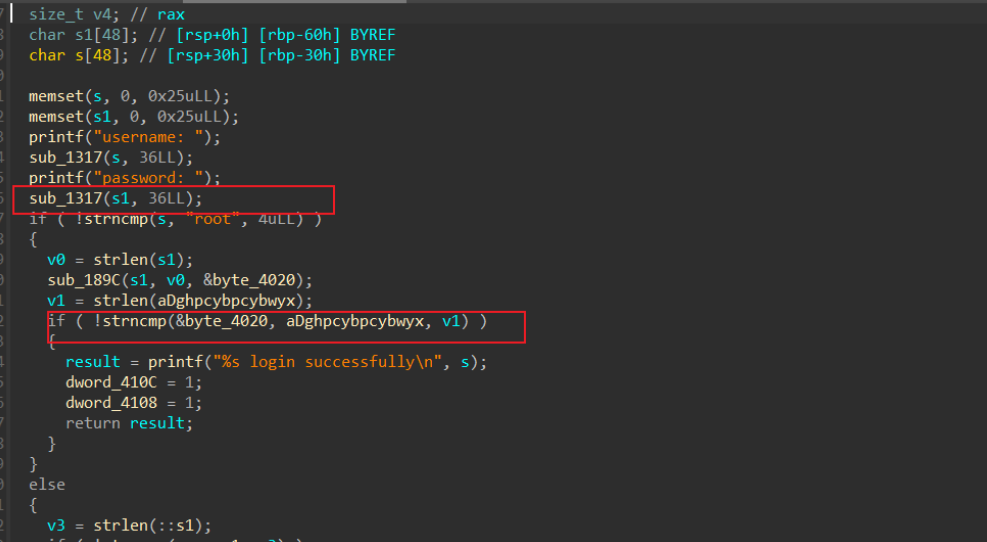 size_t v4; // rax
char s1[48]; // [rsp+0h] [rbp-60h] BYREF
char s[48]; // [rsp+30h] [rbp-30h] BYREF
memset(s, 0, 0x25uLL);
memset(s1, 0, 0x25uLL);
printf("username: ");
sub_1317(s, 36LL);
printf("password: ");
sub_1317(s1, 36LL);
if ( !strncmp(s, "root", 4uLL) )
{
v0 = strlen(s1);
sub_189C(s1, v0, &byte_4020);
v1 = strlen(aDghpcybpcybwyx);
if ( !strncmp(&byte_4020, aDghpcybpcybwyx, v1) )
{
result = printf("%s login successfully\n", s);
dword_410C = 1;
dword_4108 = 1;
return result;
}
}
else
{
v3 = strlen(::s1);